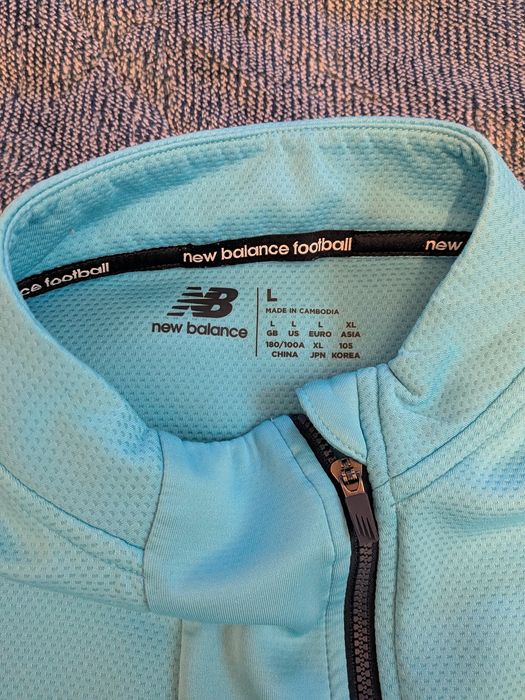 e football
new balance football
new
NB
new balance
L
MADE IN CAMBODIA
L L L XL
GB US EURO ASIA
180/100A XL 105
CHINA JPN KOREA